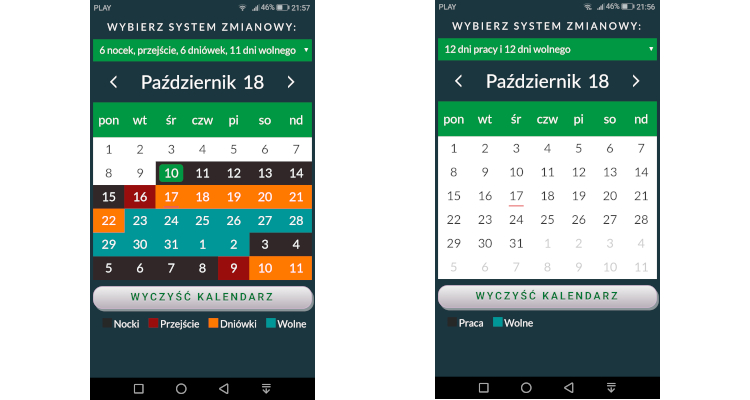 PLAY 46% 21:57
WYBIERZ SYSTEM ZMIANOWY:
6 nocek, przejście, 6 dniówek, 11 dni wolnego
Październik 18
pon wt śr czw pi so nd
1 2 3 4 5 6 7
8 9 10 11 12 13 14
15 16 17 18 19 20 21
22 23 24 25 26 27 28
29 30 31 1 2 3 4
5 6 7 8 9 10 11
WYCZYŚĆ KALENDARZ
Nocki Przejście Dniówki Wolne
PLAY 46% 21:56
WYBIERZ SYSTEM ZMIANOWY:
12 dni pracy i 12 dni wolnego
Październik 18
pon wt śr czw pi so nd
1 2 3 4 5 6 7
8 9 10 11 12 13 14
15 16 17 18 19 20 21
22 23 24 25 26 27 28
29 30 31 1 2 3 4
5 6 7 8 9 10 11
WYCZYŚĆ KALENDARZ
Praca Wolne